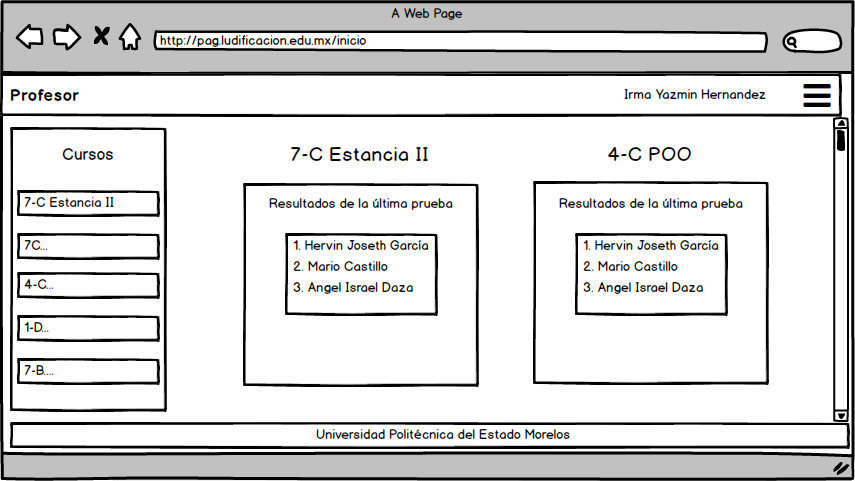 A Web Page
http://pag.ludificacion.edu.mx/inicio
Profesor
Irma Yazmin Hernandez
Cursos
7-C Estancia II
7C...
4-C...
1-D...
7-B....
7-C Estancia II
Resultados de la última prueba
1. Hervin Joseth García
2. Mario Castillo
3. Angel Israel Daza
4-C POO
Resultados de la última prueba
1. Hervin Joseth García
2. Mario Castillo
3. Angel Israel Daza
Universidad Politécnica del Estado Morelos